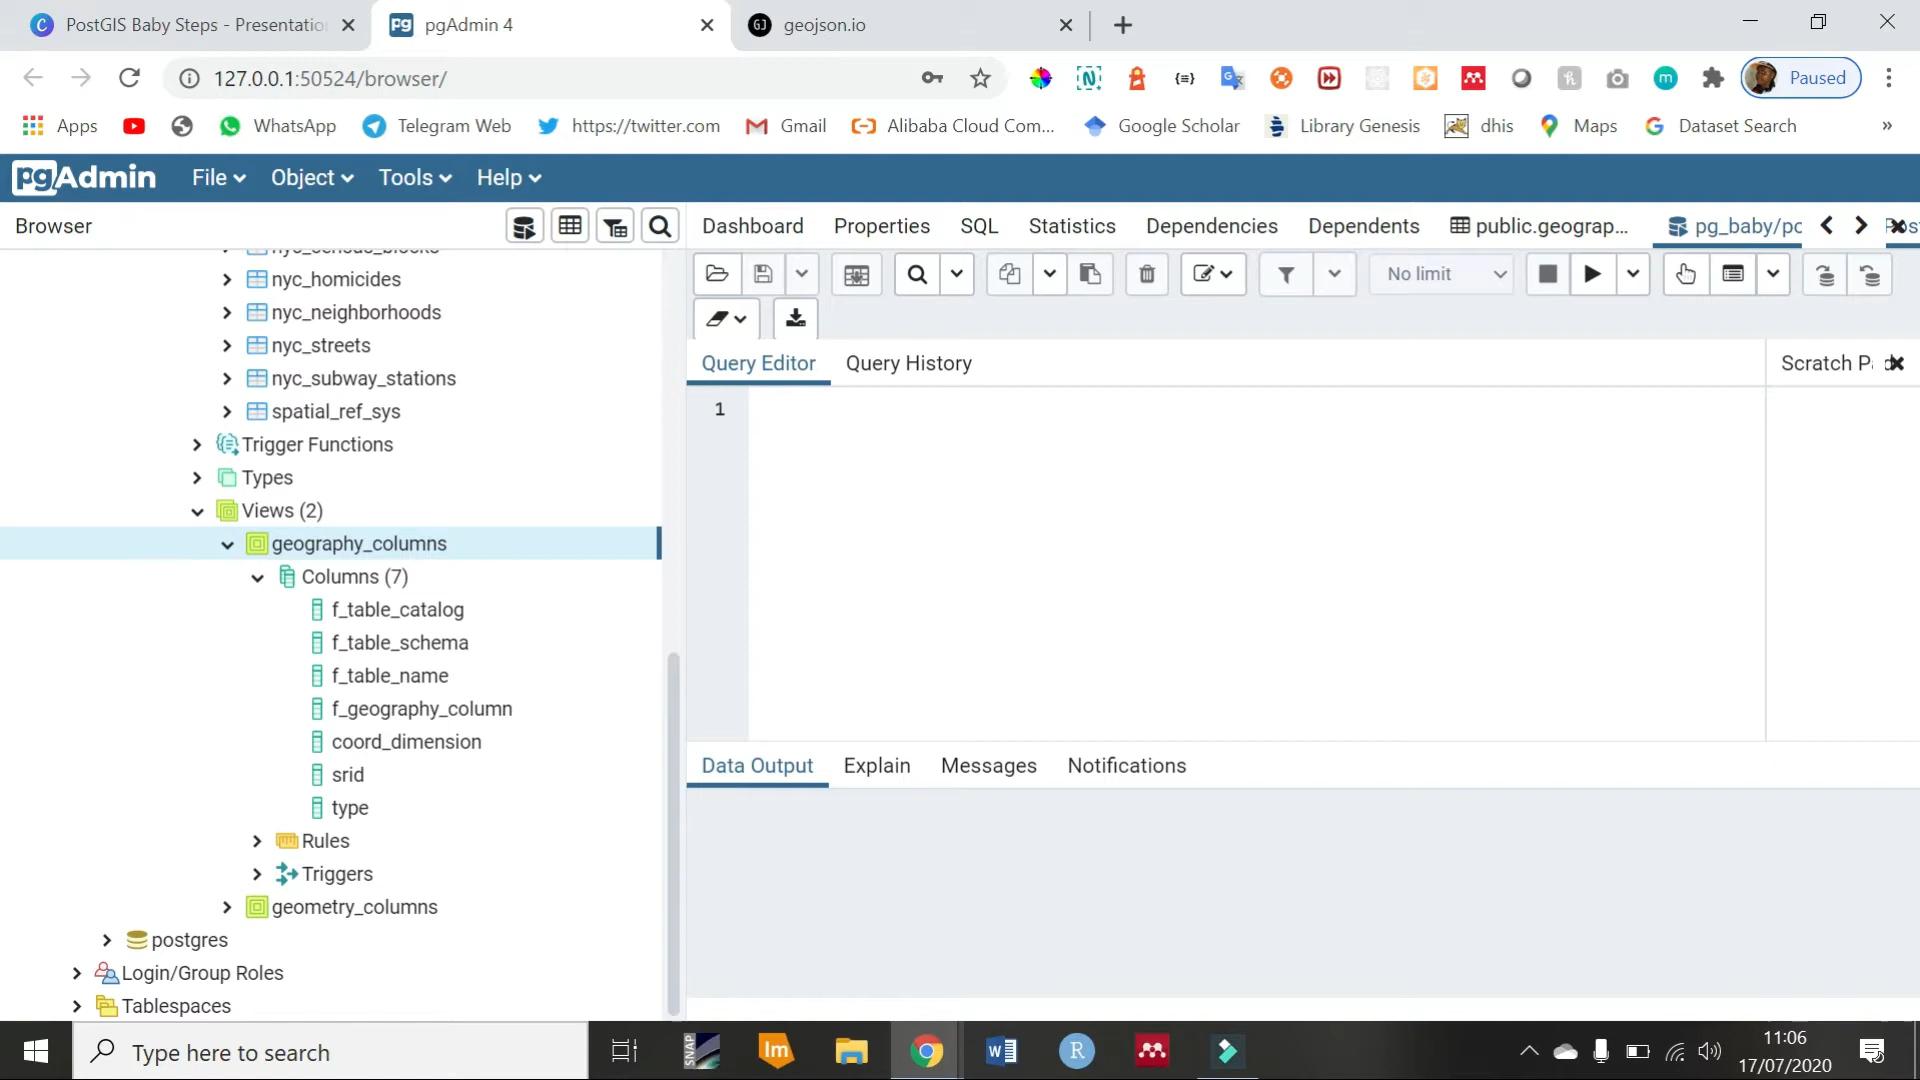 PostGIS Baby Steps - Presentatio
pgAdmin 4
geojson.io
127.0.0.1:50524/browser/
Paused
Apps
WhatsApp
Telegram Web
https://twitter.com
Gmail
Alibaba Cloud Com...
Google Scholar
Library Genesis
dhis
Maps
Dataset Search
»
pgAdmin
File
Object
Tools
Help
Browser
Dashboard
Properties
SQL
Statistics
Dependencies
Dependents
public.geograp...
pg_baby/po
nyc_census_blocks
nyc_homicides
nyc_neighborhoods
nyc_streets
nyc_subway_stations
spatial_ref_sys
Trigger Functions
Types
Views (2)
geography_columns
Columns (7)
f_table_catalog
f_table_schema
f_table_name
f_geography_column
coord_dimension
srid
type
Rules
Triggers
geometry_columns
postgres
Login/Group Roles
Tablespaces
No limit
Query Editor
Query History
Scratch P
1
Data Output
Explain
Messages
Notifications
Type here to search
SNAP
Im
11:06
17/07/2020